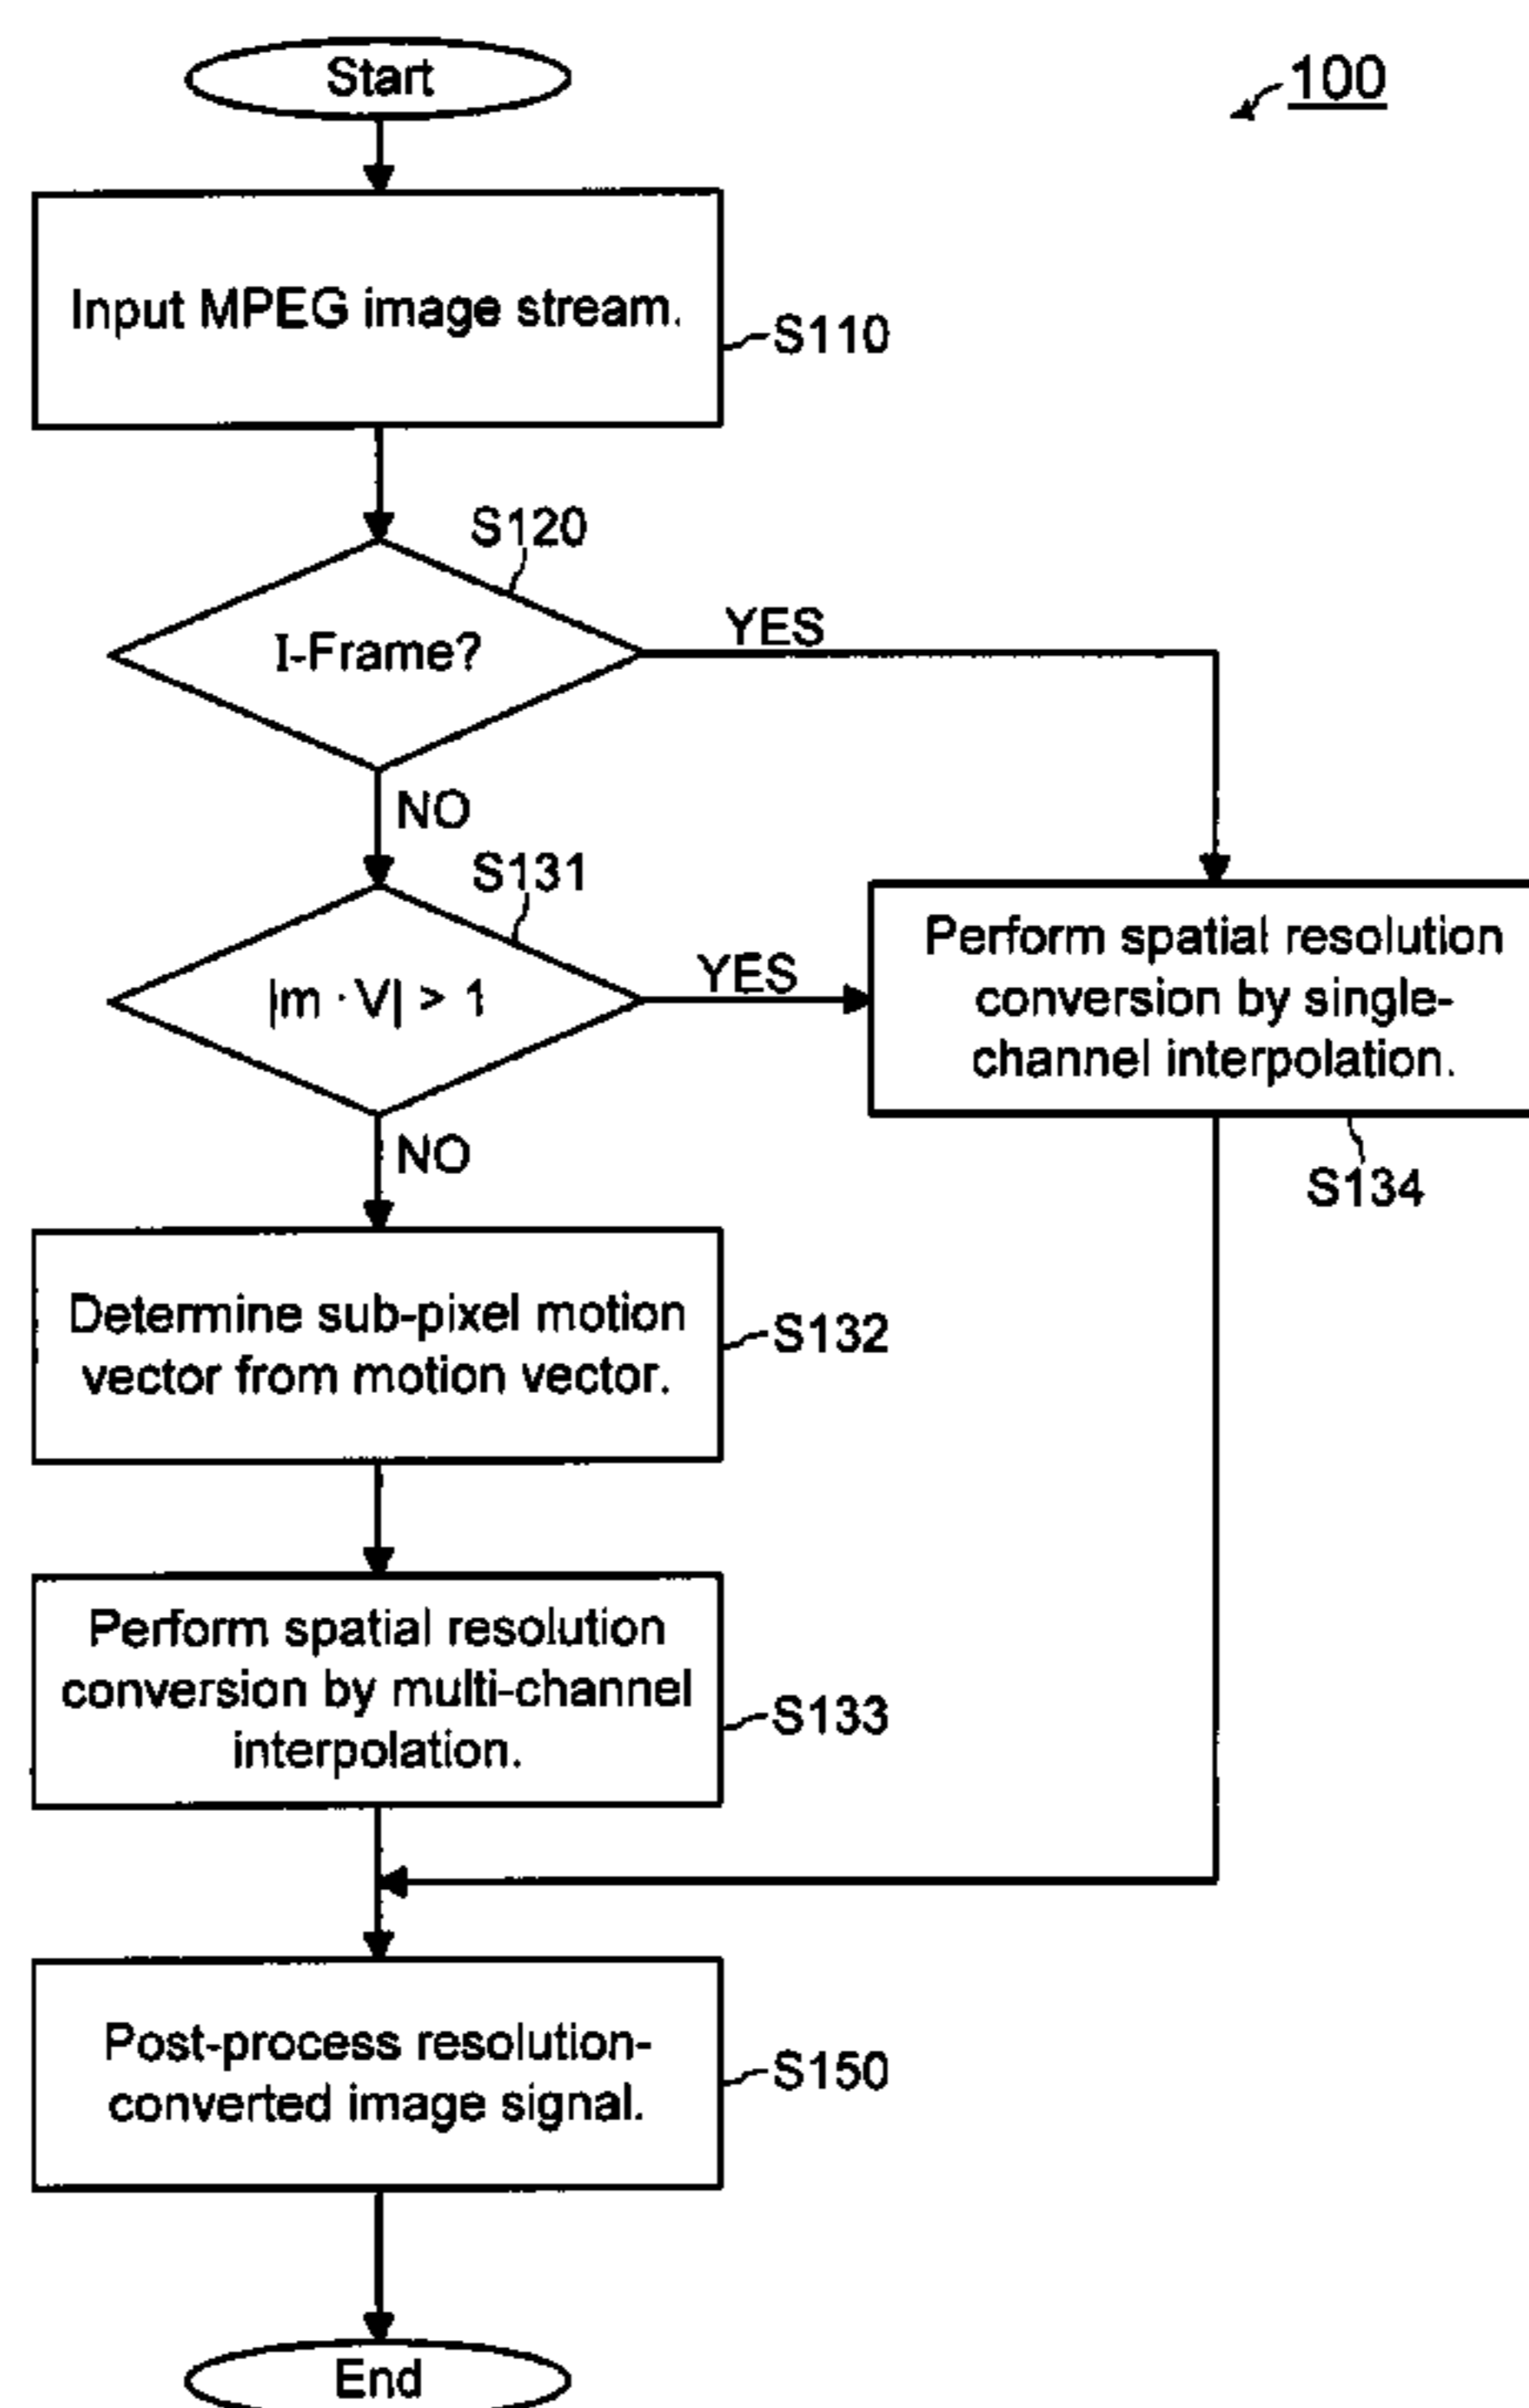 Start
100
Input MPEG image stream.
S110
S120
I-Frame?
YES
NO
S131
|m · V| > 1
YES
Perform spatial resolution
conversion by single-
channel interpolation.
S134
NO
Determine sub-pixel motion
vector from motion vector.
S132
Perform spatial resolution
conversion by multi-channel
interpolation.
S133
Post-process resolution-
converted image signal.
S150
End